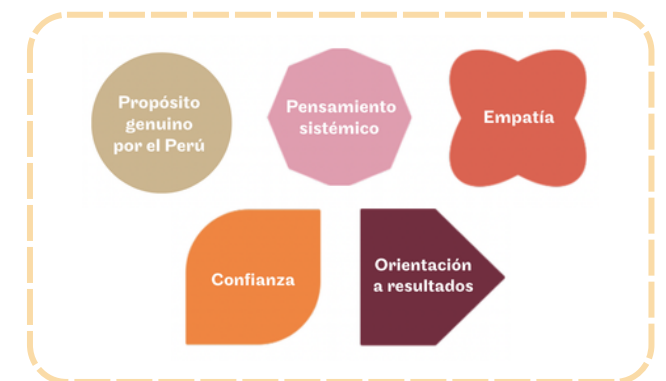 Propósito
genuino
por el Perú
Pensamiento
sistémico
Empatía
Confianza
Orientación
a resultados